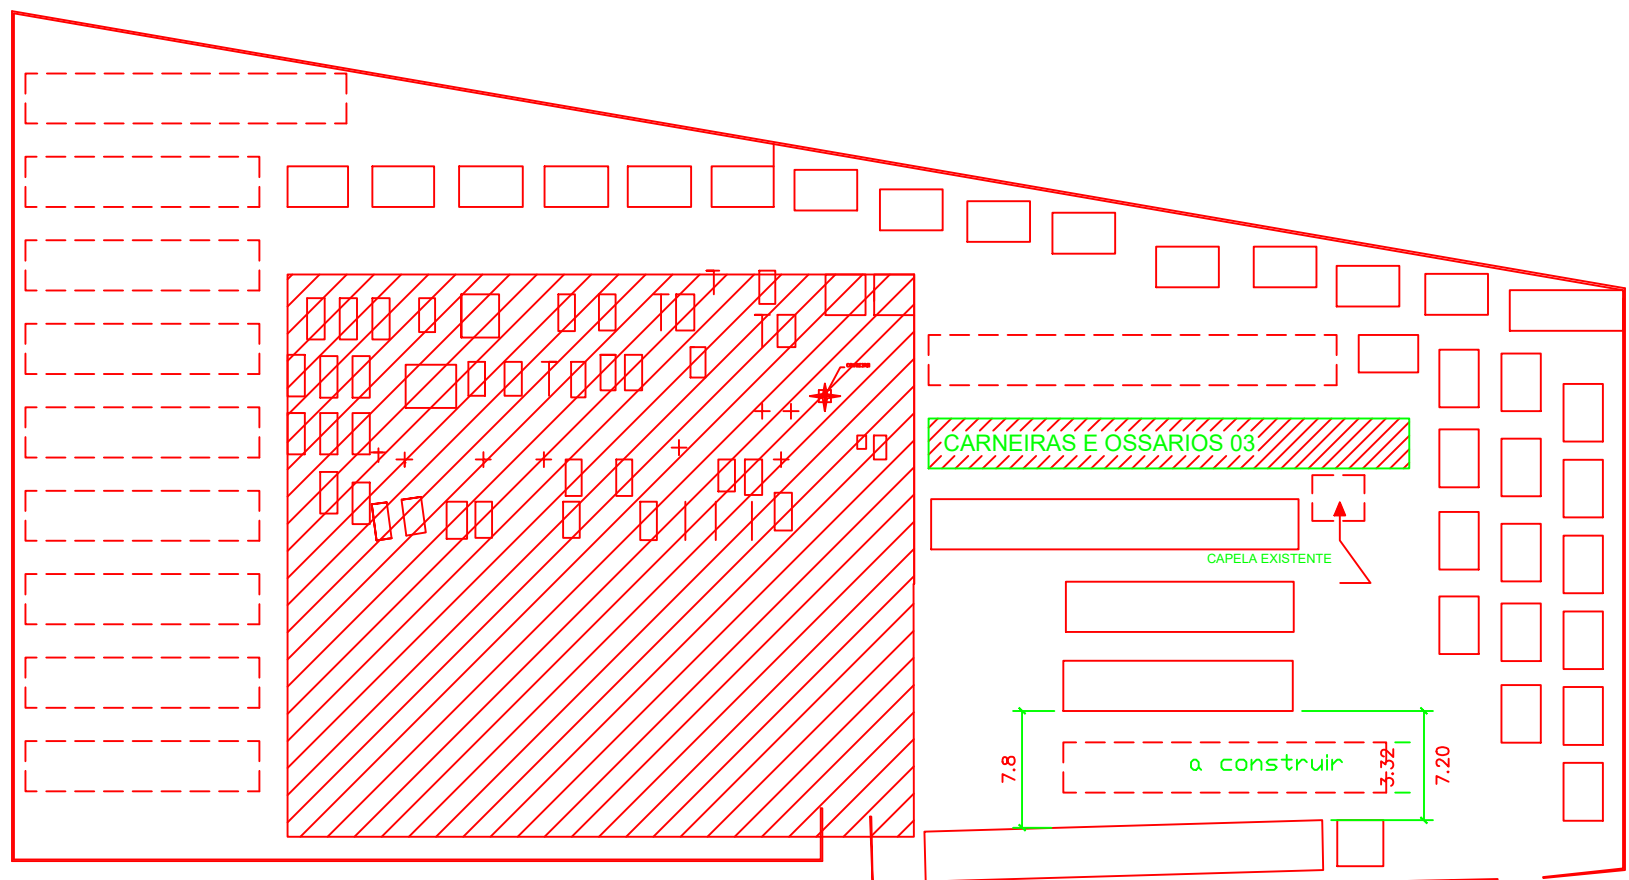 CARNEIRAS E OSSARIOS 03
CAPELA EXISTENTE
a construir
7.8
3.32
7.20